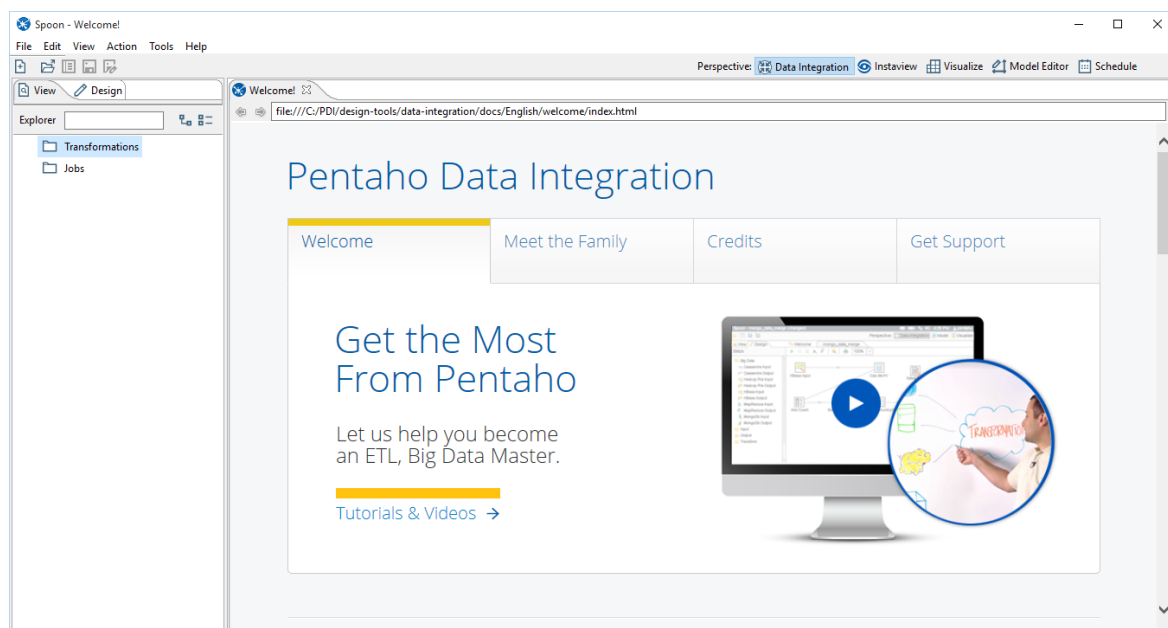 Spoon - Welcome!
File Edit View Action Tools Help
Perspective: Data Integration Instaview Visualize Model Editor Schedule
View Design
Welcome!
Explorer
file:///C:/PDI/design-tools/data-integration/docs/English/welcome/index.html
Transformations
Jobs
Pentaho Data Integration
Welcome Meet the Family Credits Get Support
Get the Most
From Pentaho
Let us help you become
an ETL, Big Data Master.
Tutorials & Videos →
TRANSFORMATION